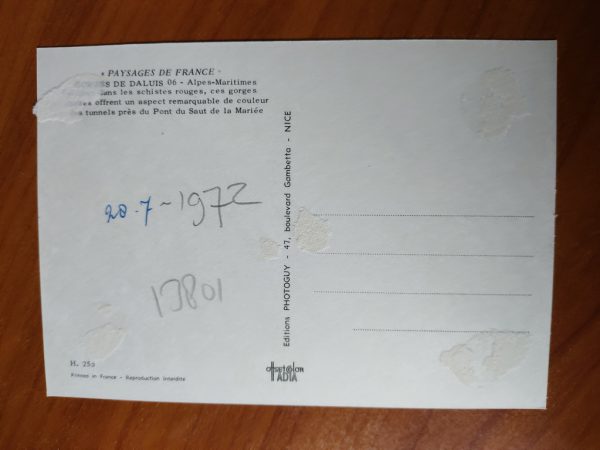 PAYSAGES DE FRANCE
DE DALUIS 06 - Alpes-Maritimes
dans les schistes rouges, ces gorges
offrent un aspect remarquable de couleur
tunnels près du Pont du Saut de la Mariée
20.7-1972
13801
Editions PHOTOGUY - 47, boulevard Gambetta - NICE
H. 252
Printed in France - Reproduction interdite